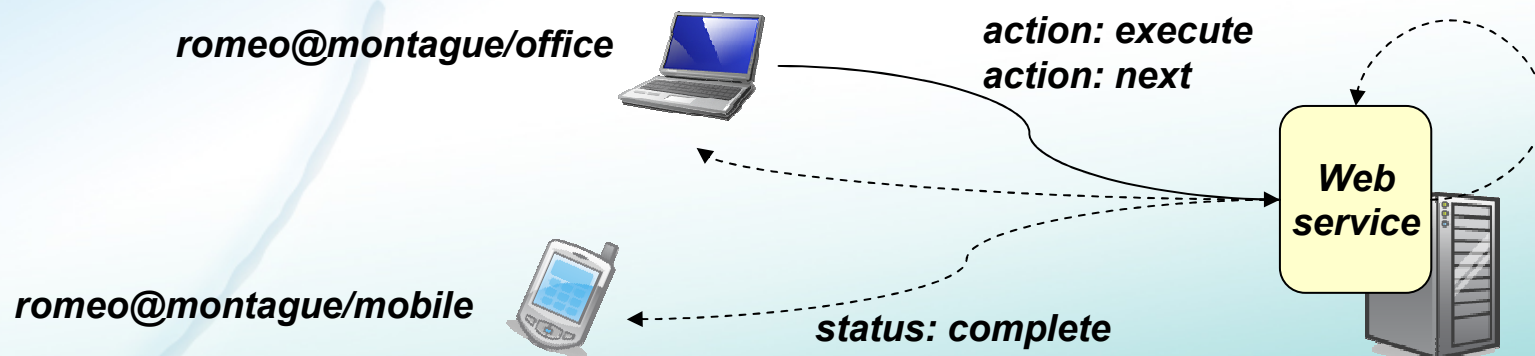 romeo@montague/office
action: execute
action: next
Web
service
romeo@montague/mobile
status: complete